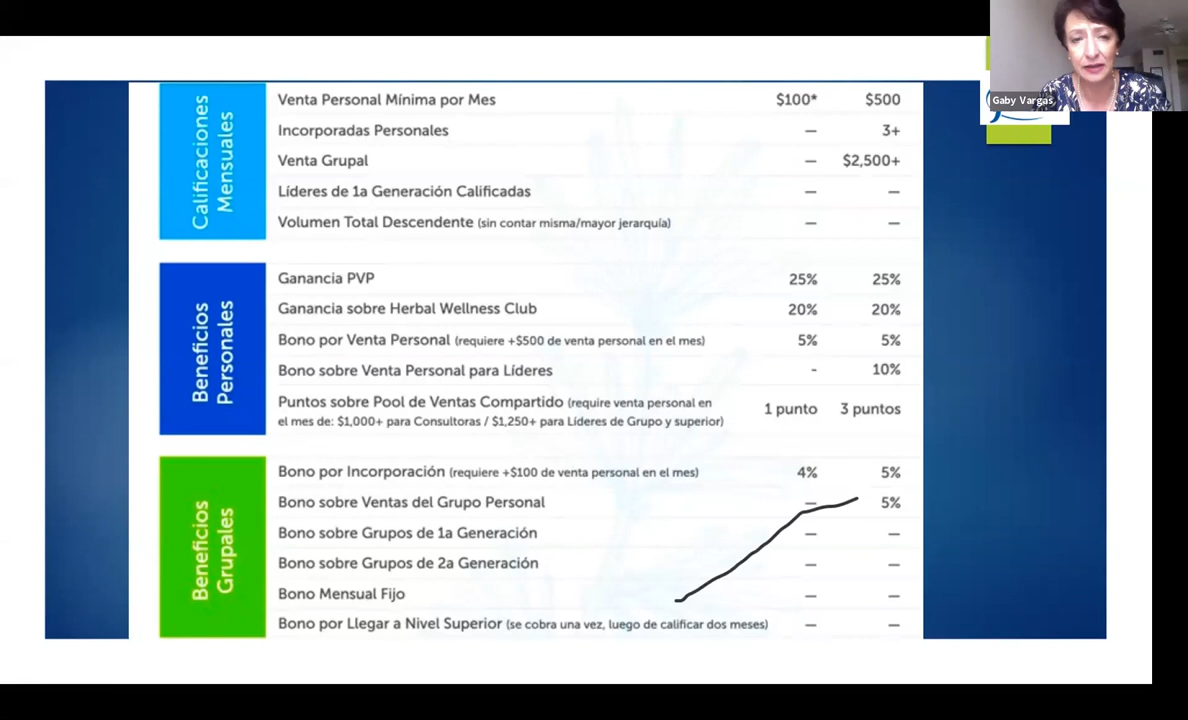 Gaby Vargas
Calificaciones
Mensuales
Venta Personal Mínima por Mes $100* $500
Incorporadas Personales — 3+
Venta Grupal — $2,500+
Líderes de 1a Generación Calificadas — —
Volumen Total Descendente (sin contar misma/mayor jerarquía) — —
Beneficios
Personales
Ganancia PVP 25% 25%
Ganancia sobre Herbal Wellness Club 20% 20%
Bono por Venta Personal (requiere +$500 de venta personal en el mes) 5% 5%
Bono sobre Venta Personal para Líderes - 10%
Puntos sobre Pool de Ventas Compartido (require venta personal en
el mes de: $1,000+ para Consultoras / $1,250+ para Líderes de Grupo y superior) 1 punto 3 puntos
Beneficios
Grupales
Bono por Incorporación (requiere +$100 de venta personal en el mes) 4% 5%
Bono sobre Ventas del Grupo Personal — 5%
Bono sobre Grupos de 1a Generación — —
Bono sobre Grupos de 2a Generación — —
Bono Mensual Fijo — —
Bono por Llegar a Nivel Superior (se cobra una vez, luego de calificar dos meses) — —